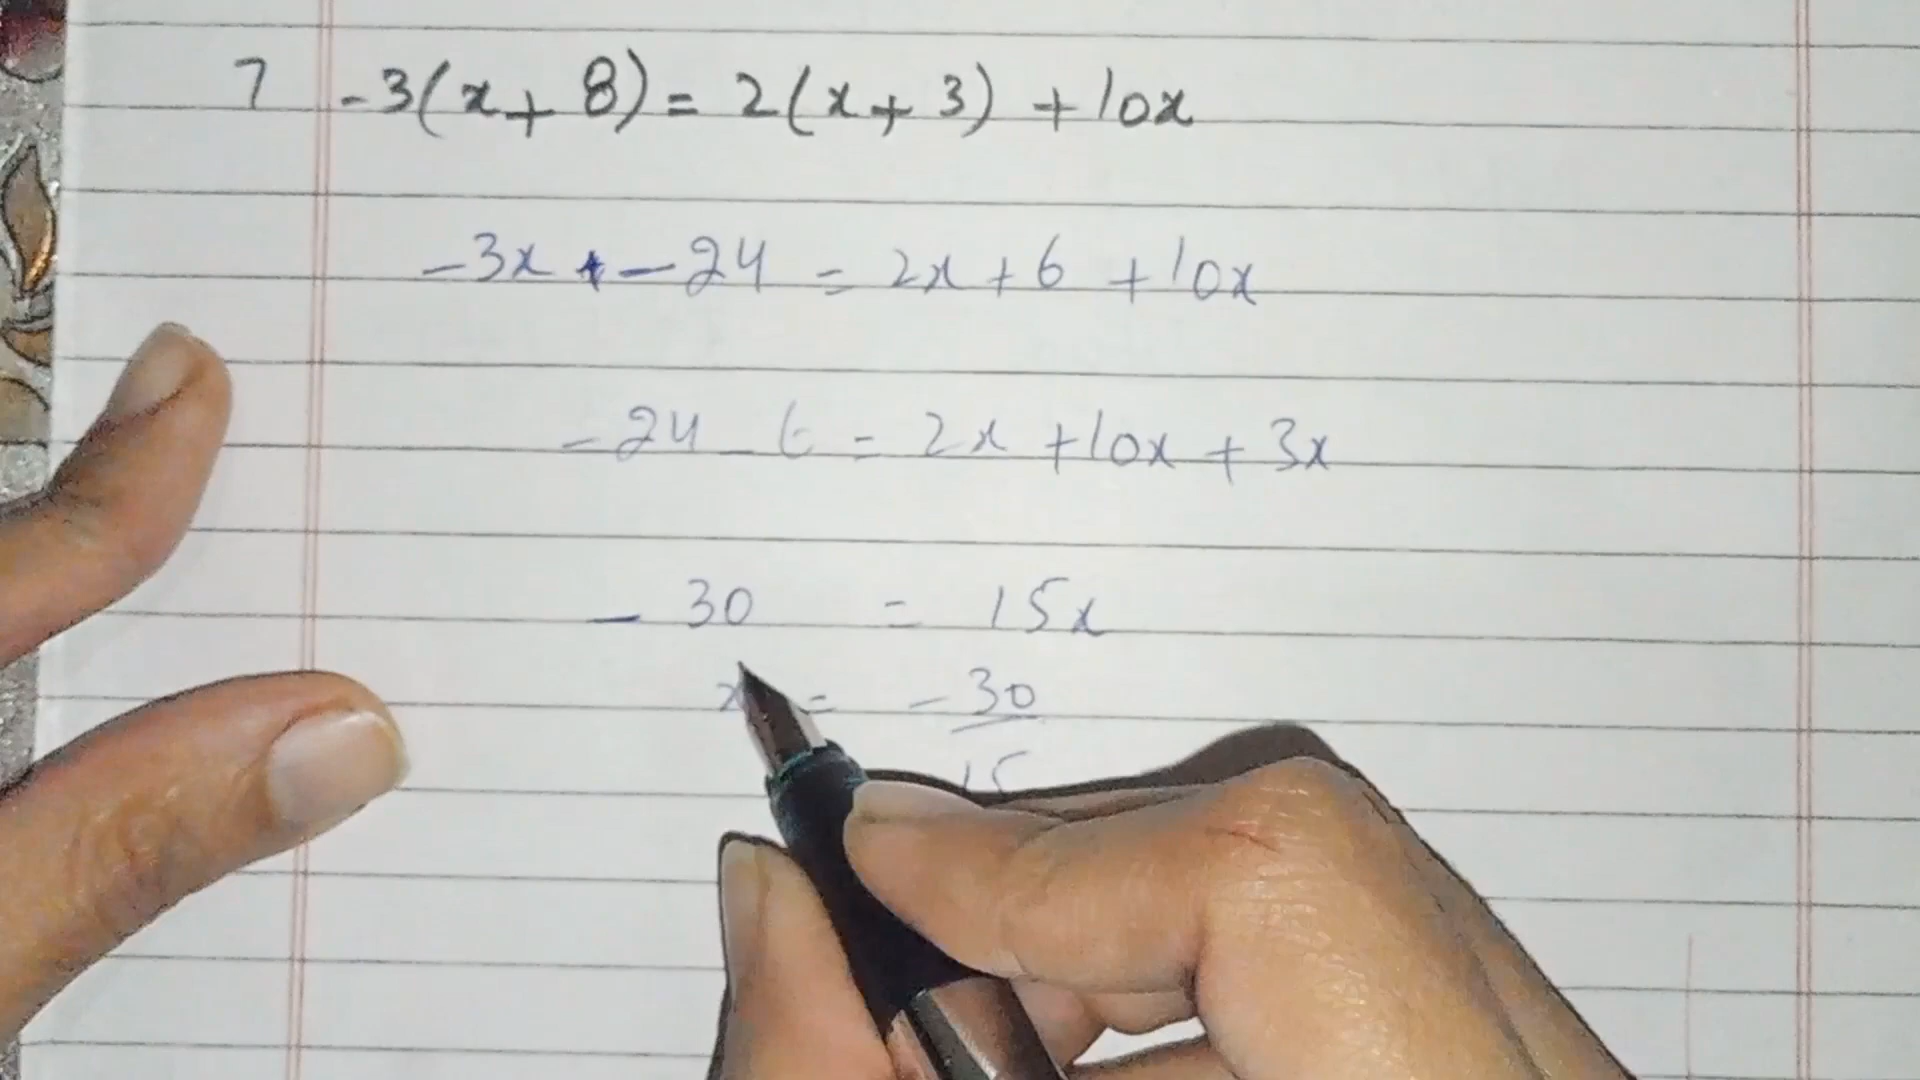 7 -3(x+8)=2(x+3)+10x
-3x - 24 = 2x+6 +10x
-24 - 6 = 2x +10x + 3x
- 30 = 15x
x = -30
15